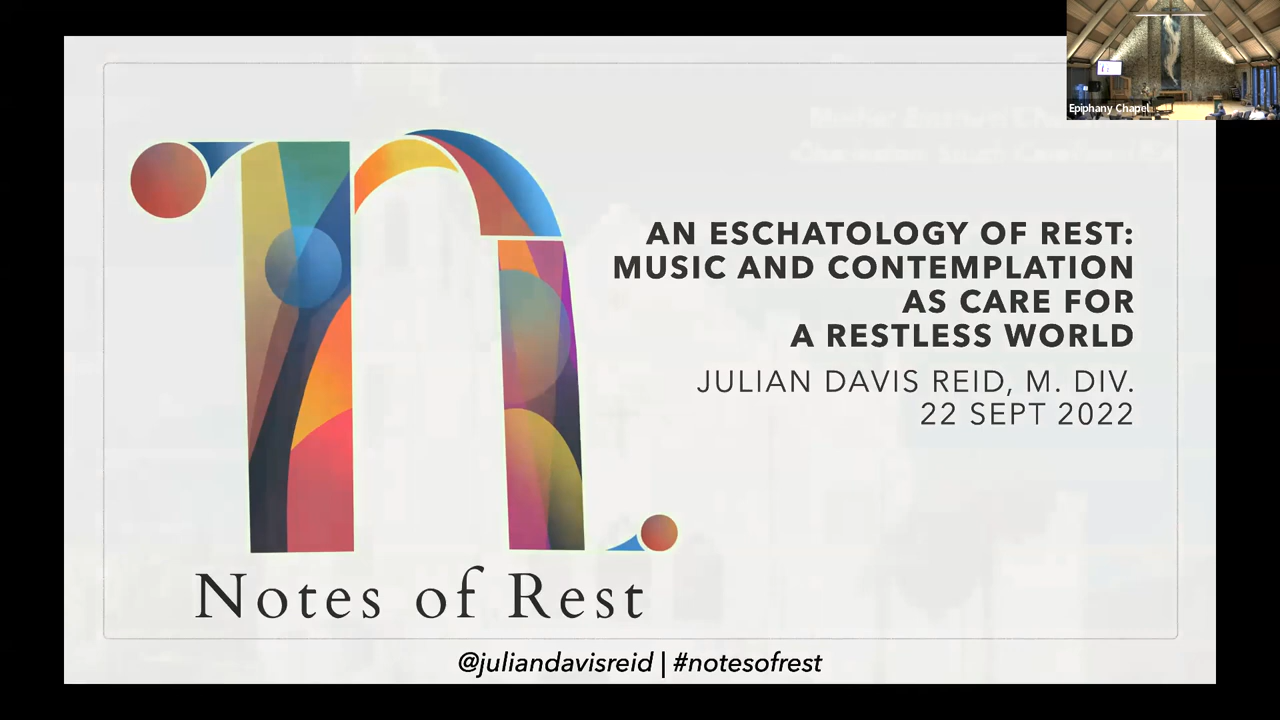 Epiphany Chapel
AN ESCHATOLOGY OF REST:
MUSIC AND CONTEMPLATION
AS CARE FOR
A RESTLESS WORLD
JULIAN DAVIS REID, M. DIV.
22 SEPT 2022
n.
Notes of Rest
@juliandavisreid | #notesofrest